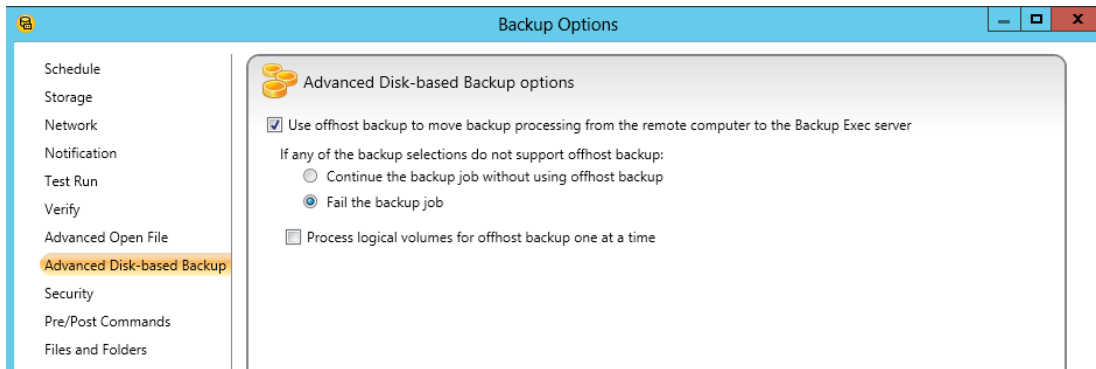 Backup Options
Schedule
Storage
Network
Notification
Test Run
Verify
Advanced Open File
Advanced Disk-based Backup
Security
Pre/Post Commands
Files and Folders
Advanced Disk-based Backup options
Use offhost backup to move backup processing from the remote computer to the Backup Exec server
If any of the backup selections do not support offhost backup:
Continue the backup job without using offhost backup
Fail the backup job
Process logical volumes for offhost backup one at a time